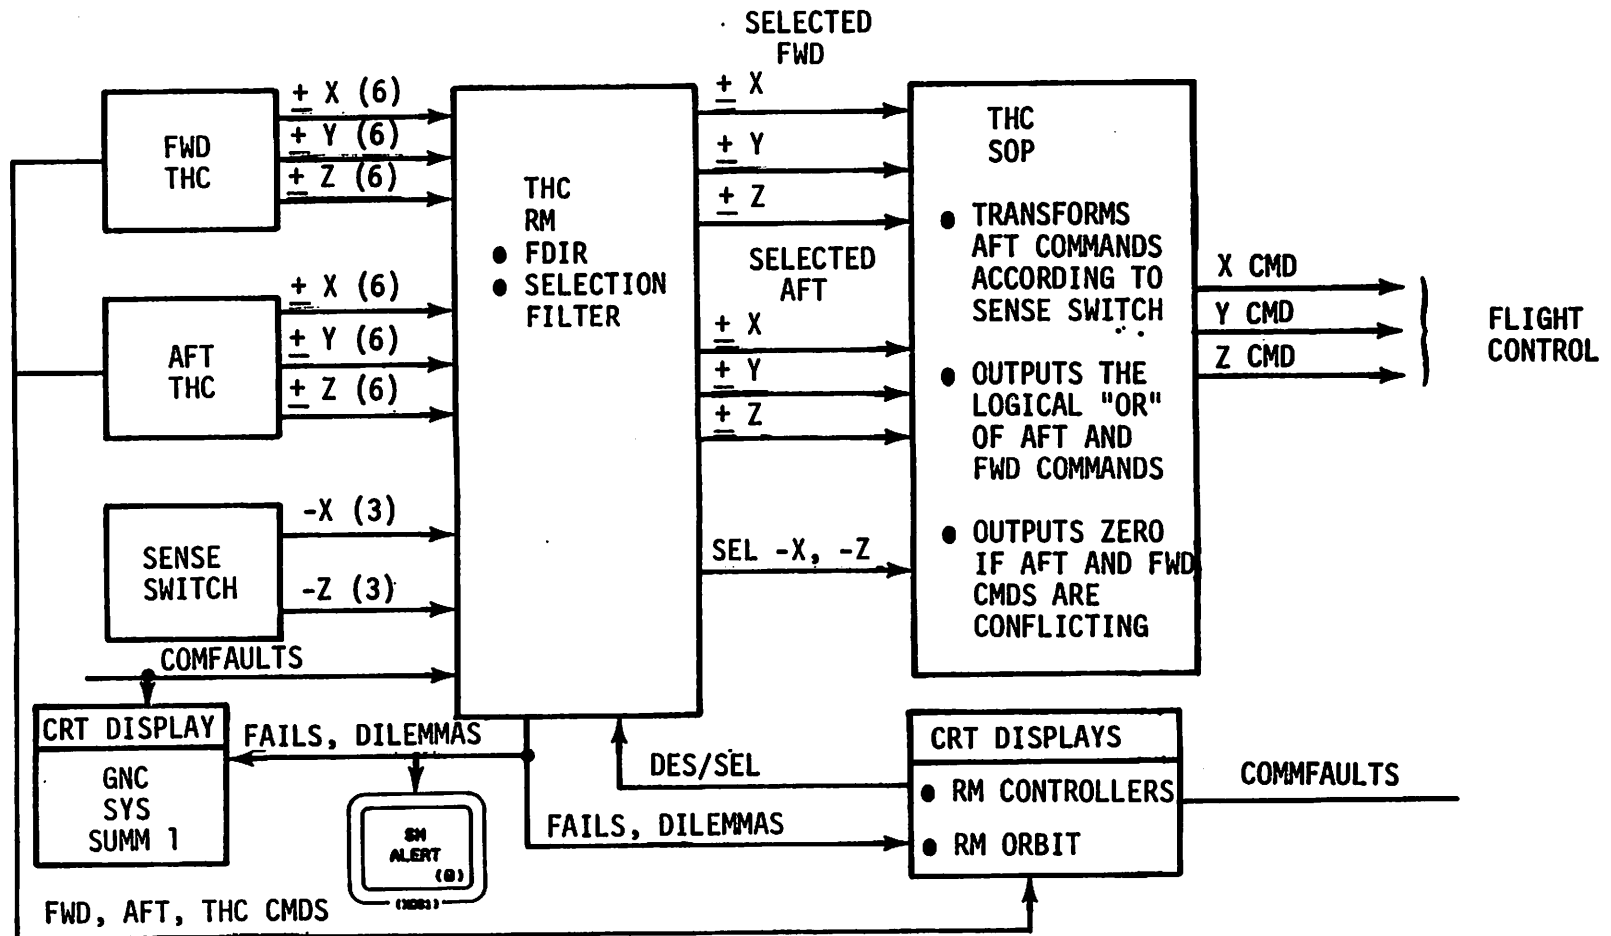 SELECTED
FWD
FWD
THC
± X (6)
± Y (6)
± Z (6)
AFT
THC
± X (6)
± Y (6)
± Z (6)
SENSE
SWITCH
-X (3)
-Z (3)
COMFAULTS
THC
RM
● FDIR
● SELECTION
FILTER
± X
± Y
± Z
SELECTED
AFT
± X
± Y
± Z
SEL -X, -Z
THC
SOP
● TRANSFORMS
AFT COMMANDS
ACCORDING TO
SENSE SWITCH
● OUTPUTS THE
LOGICAL "OR"
OF AFT AND
FWD COMMANDS
● OUTPUTS ZERO
IF AFT AND FWD
CMDS ARE
CONFLICTING
X CMD
Y CMD
Z CMD
FLIGHT
CONTROL
CRT DISPLAY
GNC
SYS
SUMM 1
FAILS, DILEMMAS
SM
ALERT
DES/SEL
FAILS, DILEMMAS
CRT DISPLAYS
● RM CONTROLLERS
● RM ORBIT
COMMFAULTS
FWD, AFT, THC CMDS